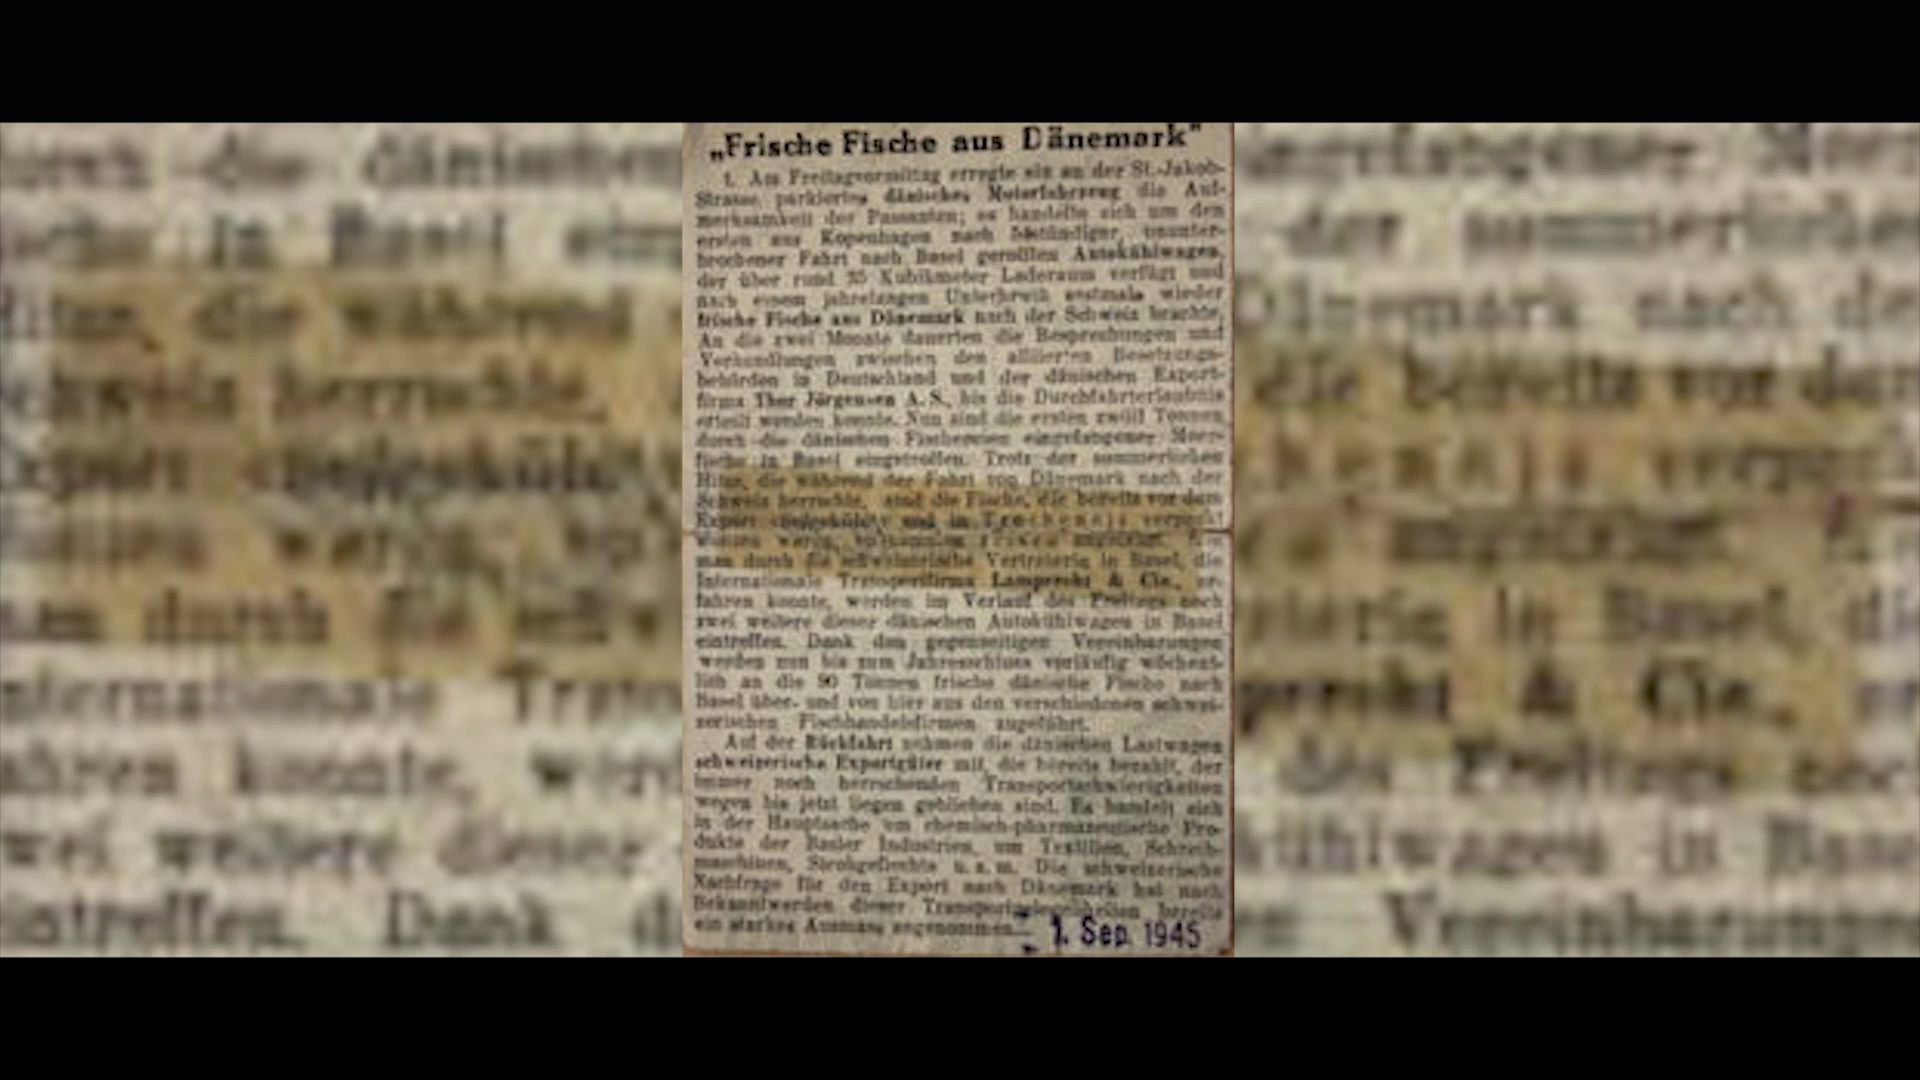 „Frische Fische aus Dänemark"
t. Am Freitagvormittag erregte ein an der St.-Jakob-
Strasse parkiertes dänisches Motorfahrzeug die Auf-
merksamkeit der Passanten; es handelte sich um den
ersten aus Kopenhagen nach ununter-
brochener Fahrt nach Basel gerollten Autokühlwagen,
der über rund 35 Kubikmeter Laderaum verfügt und
nach einem jahrelangen Unterbruch erstmals wieder
frische Fische aus Dänemark nach der Schweiz brachte.
An die zwei Monate dauerten die Besprechungen und
Verhandlungen zwischen den alliierten Besetzungs-
behörden in Deutschland und der dänischen Export-
firma Thor Jörgensen A. S., bis die Durchfahrterlaubnis
erteilt werden konnte. Nun sind die ersten zwölf Tonnen
durch die dänischen Fischereien eingefangener Meer-
fische in Basel eingetroffen. Trotz der sommerlichen
Hitze, die während der Fahrt von Dänemark nach der
Schweiz herrschte, sind die Fische, die bereits vor dem
Export und in Trockeneis verpackt
worden waren,
man durch die schweizerische Vertreterin in Basel, die
Internationale Transportfirma Lamprecht & Cie., er-
fahren konnte, werden im Verlauf des Freitags noch
zwei weitere dieser dänischen Autokühlwagen in Basel
eintreffen. Dank den gegenseitigen Vereinbarungen
werden nun bis zum Jahresschluss vorläufig wöchent-
lich an die 90 Tonnen frische dänische Fische nach
Basel über- und von hier aus den verschiedenen schwei-
zerischen Fischhandelsfirmen zugeführt.
Auf der Rückfahrt nehmen die dänischen Lastwagen
schweizerische Exportgüter mit, die bereits bezahlt, der
immer noch herrschenden Transportschwierigkeiten
wegen bis jetzt liegen geblieben sind. Es handelt sich
in der Hauptsache um chemisch-pharmazeutische Pro-
dukte der Basler Industrien, um Textilien, Schreib-
maschinen, Strohgeflechte u. s. w. Die schweizerische
Nachfrage für den Export nach Dänemark hat nach
Bekanntwerden dieser Transportgelegenheiten bereits
ein starkes Ausmass angenommen.
1. Sep. 1945